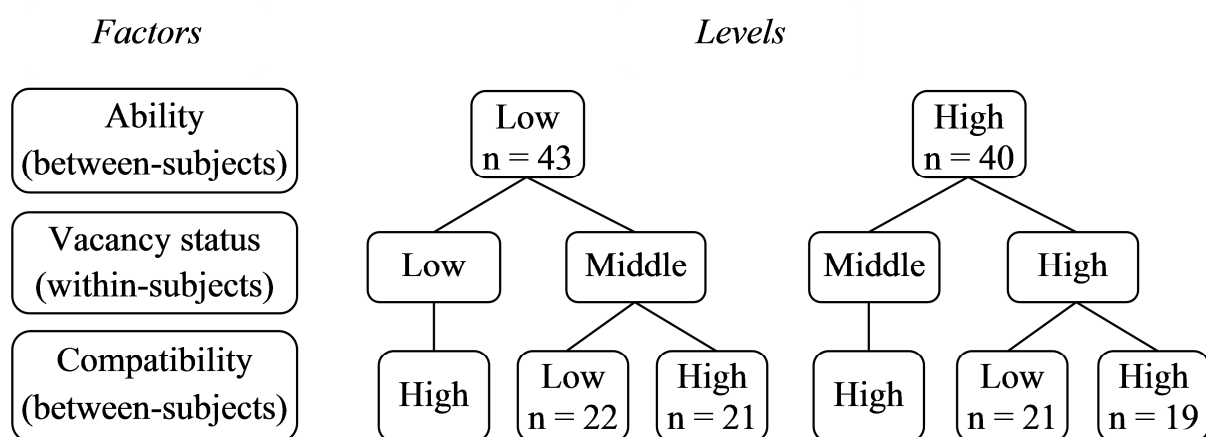 Factors
Levels
Ability
(between-subjects)
Low
n = 43
High
n = 40
Vacancy status
(within-subjects)
Low
Middle
Middle
High
Compatibility
(between-subjects)
High
Low
n = 22
High
n = 21
High
Low
n = 21
High
n = 19